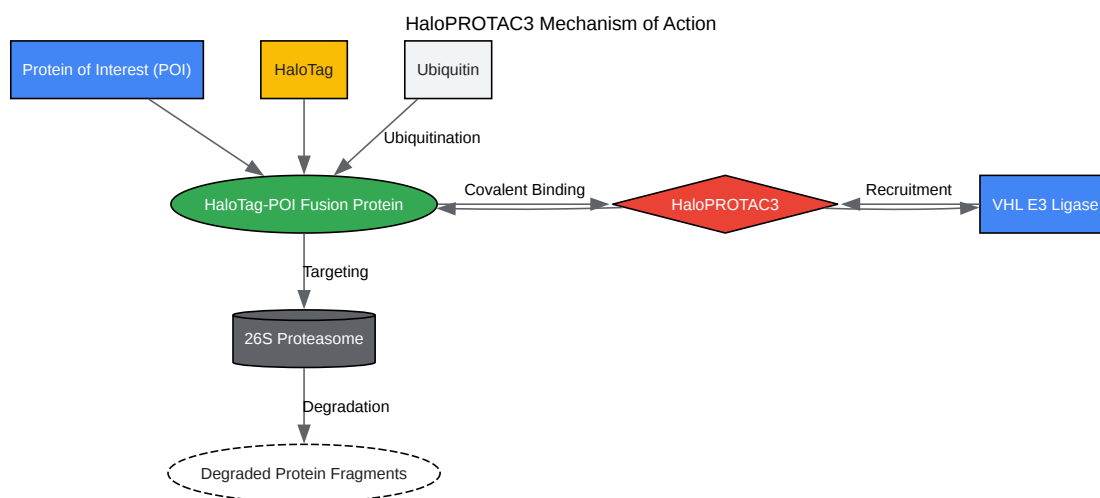 HaloPROTAC3 Mechanism of Action
Protein of Interest (POI)
HaloTag
Ubiquitin
Ubiquitination
HaloTag-POI Fusion Protein
Covalent Binding
HaloPROTAC3
Recruitment
VHL E3 Ligase
Targeting
26S Proteasome
Degradation
Degraded Protein Fragments